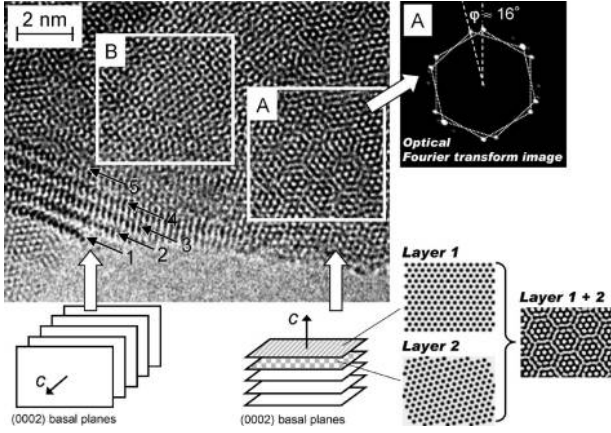 2 nm
B
A
5
4
1
2
3
A
φ ≈ 16°
Optical
Fourier transform image
c
(0002) basal planes
c
(0002) basal planes
Layer 1
Layer 2
Layer 1 + 2